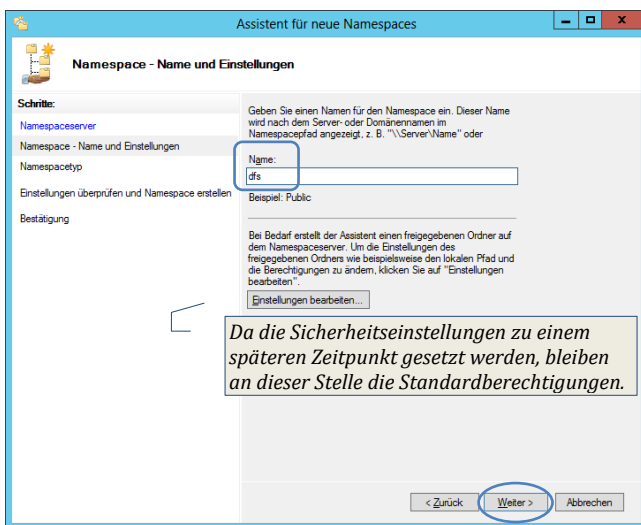 Assistent für neue Namespaces
Namespace - Name und Einstellungen
Schritte:
Namespaceserver
Namespace - Name und Einstellungen
Namespacetyp
Einstellungen überprüfen und Namespace erstellen
Bestätigung
Geben Sie einen Namen für den Namespace ein. Dieser Name
wird nach dem Server- oder Domänennamen im
Namespacepfad angezeigt, z. B. "\\Server\Name" oder
Name:
dfs
Beispiel: Public
Bei Bedarf erstellt der Assistent einen freigegebenen Ordner auf
dem Namespaceserver. Um die Einstellungen des
freigegebenen Ordners wie beispielsweise den lokalen Pfad und
die Berechtigungen zu ändern, klicken Sie auf "Einstellungen
bearbeiten".
Einstellungen bearbeiten...
Da die Sicherheitseinstellungen zu einem
späteren Zeitpunkt gesetzt werden, bleiben
an dieser Stelle die Standardberechtigungen.
< Zurück
Weiter >
Abbrechen